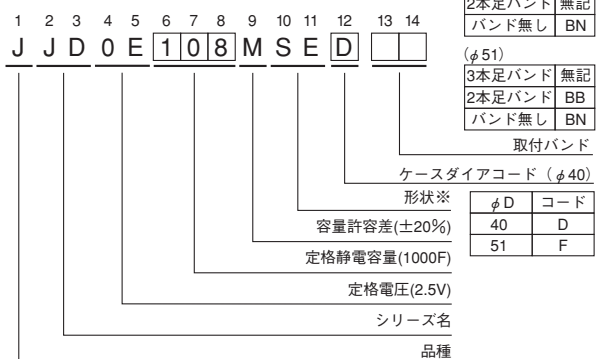 2本足バンド 無記
バンド無し BN
1 2 3 4 5 6 7 8 9 10 11 12 13 14
J J D 0 E 1 0 8 M S E D
(φ51)
3本足バンド 無記
2本足バンド BB
バンド無し BN
取付バンド
ケースダイアコード(φ40)
形状※
φD コード
40 D
51 F
容量許容差(±20%)
定格静電容量(1000F)
定格電圧(2.5V)
シリーズ名
品種